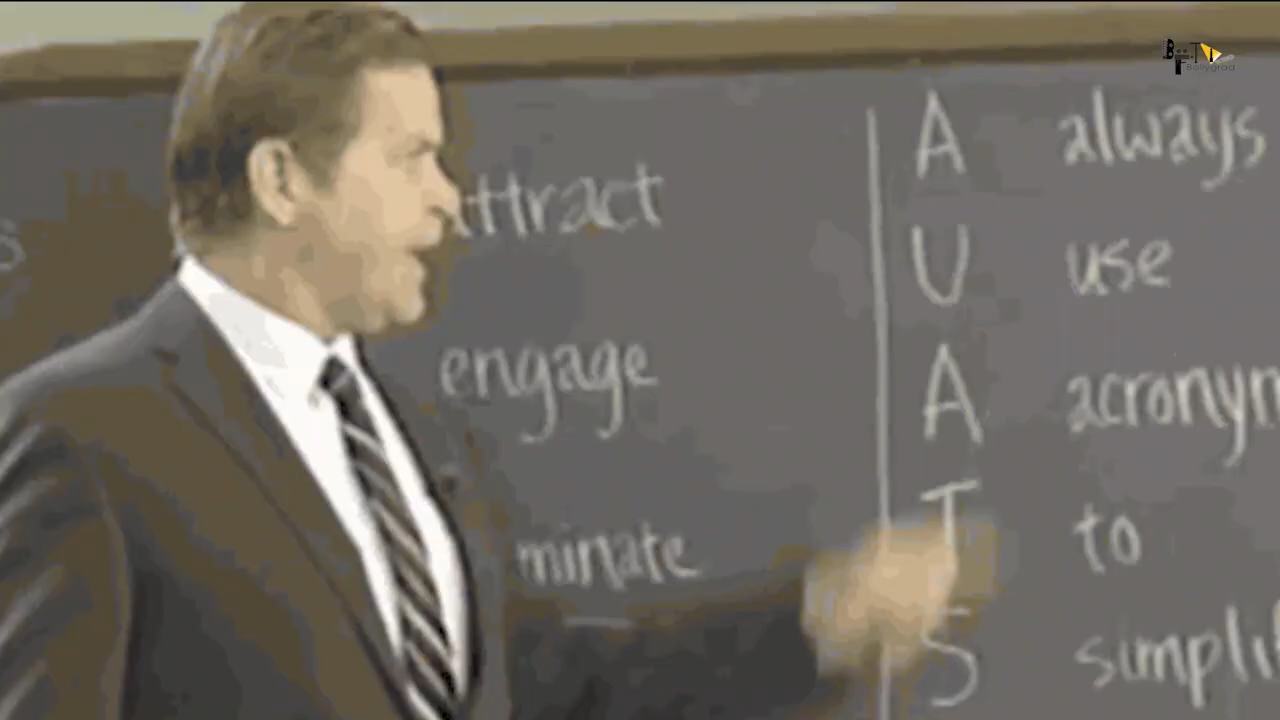 A always
ttract
U use
engage
A acronym
T to
minate
S simplif